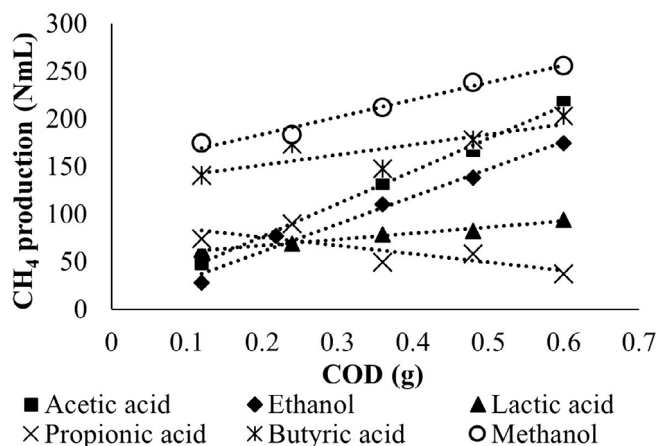 CH₄ production (NmL)
300
250
200
150
100
50
0
0 0.1 0.2 0.3 0.4 0.5 0.6 0.7
COD (g)
Acetic acid Ethanol Lactic acid
Propionic acid Butyric acid Methanol